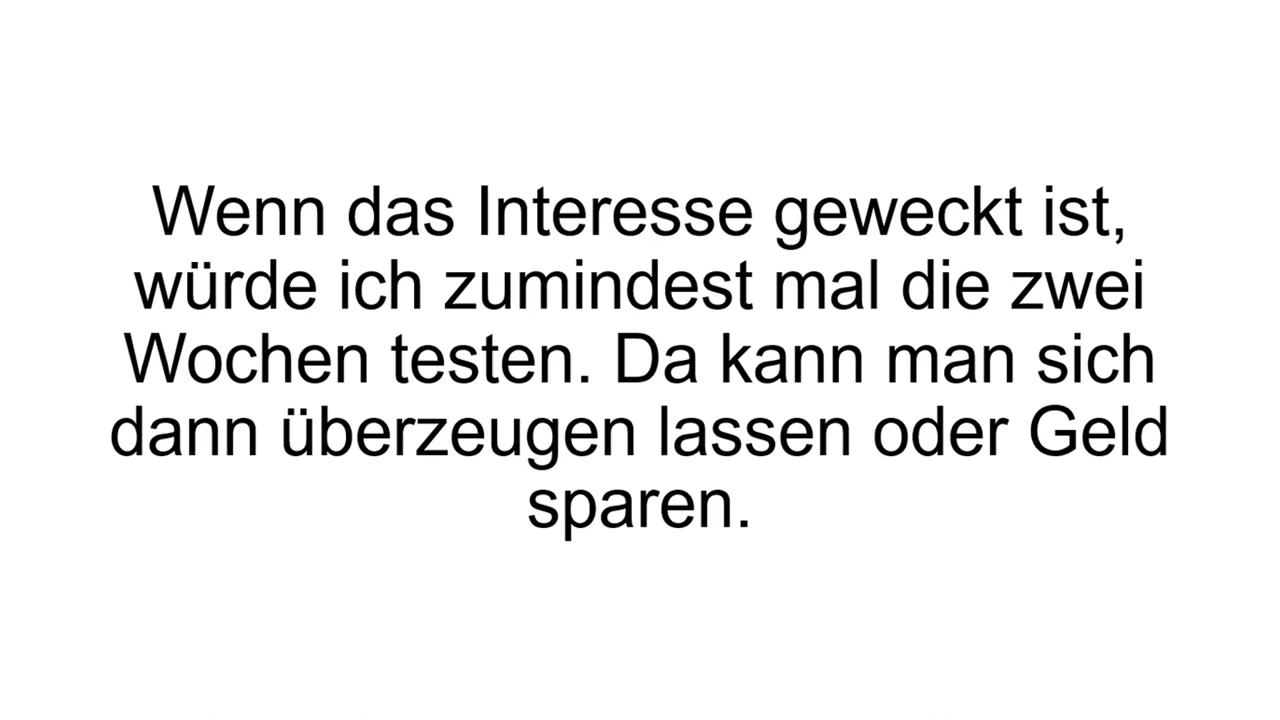 Wenn das Interesse geweckt ist,
würde ich zumindest mal die zwei
Wochen testen. Da kann man sich
dann überzeugen lassen oder Geld
sparen.